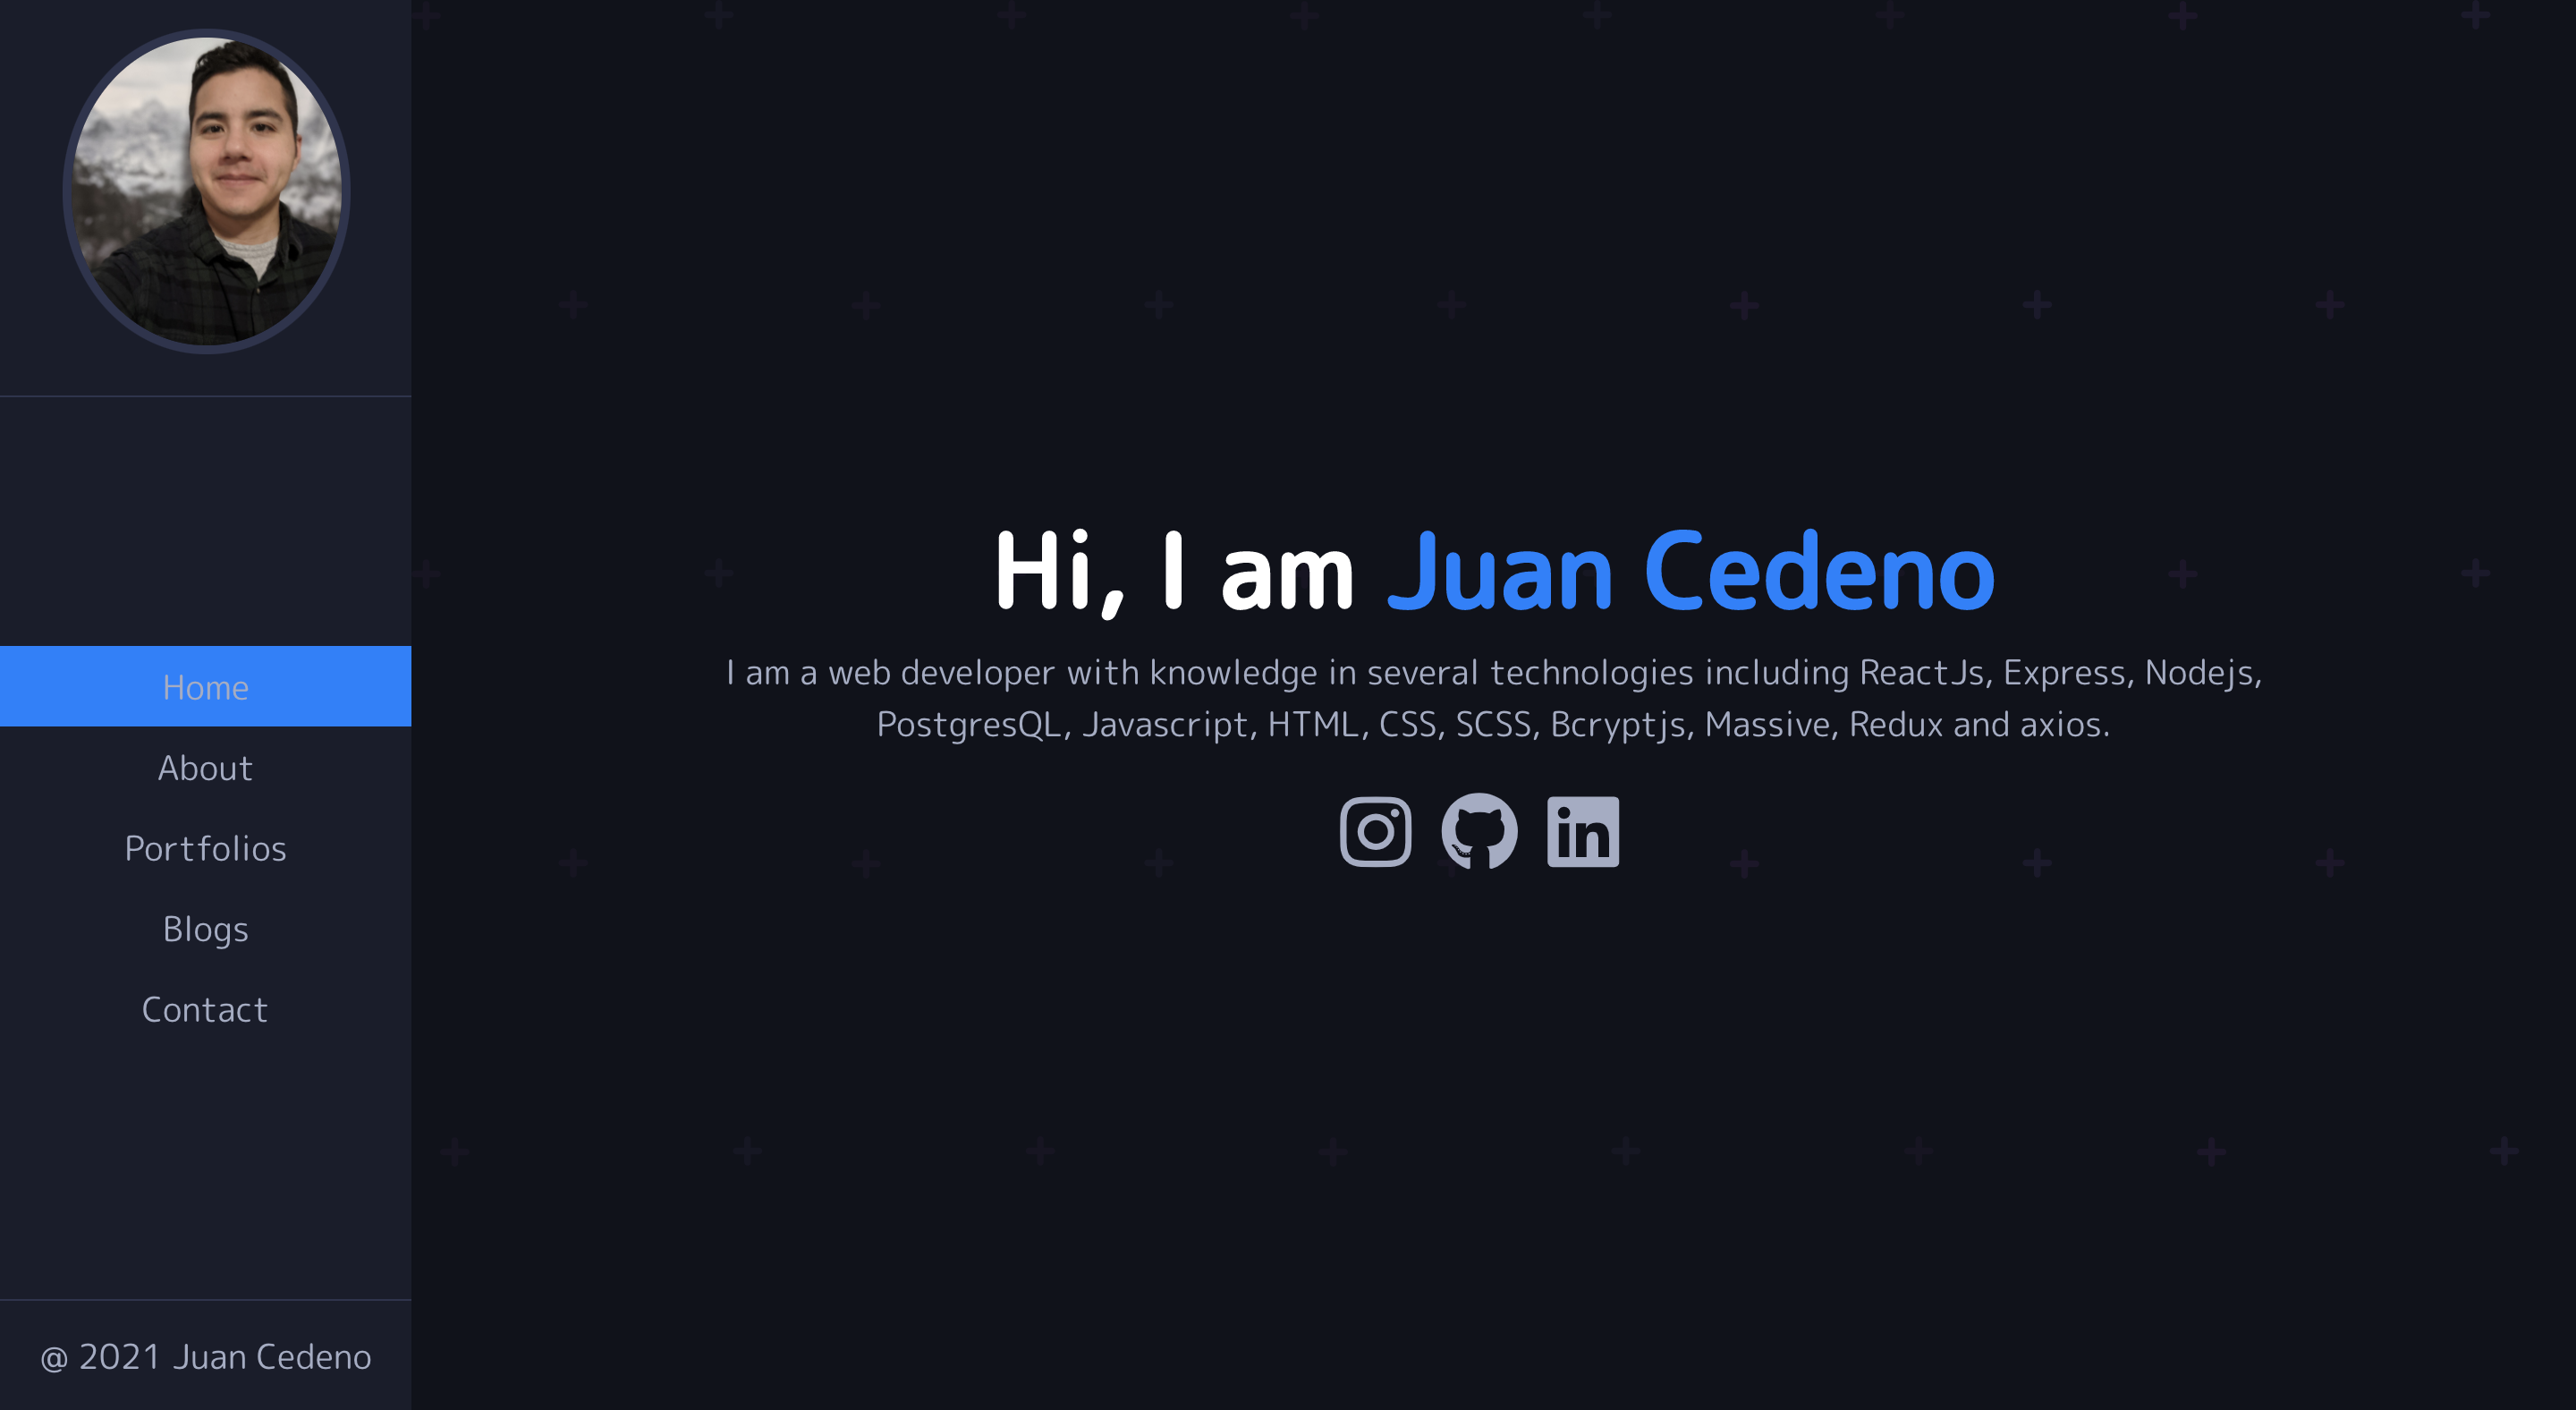 Home
About
Portfolios
Blogs
Contact
@ 2021 Juan Cedeno
Hi, I am Juan Cedeno
I am a web developer with knowledge in several technologies including ReactJs, Express, Nodejs,
PostgresQL, Javascript, HTML, CSS, SCSS, Bcryptjs, Massive, Redux and axios.
in